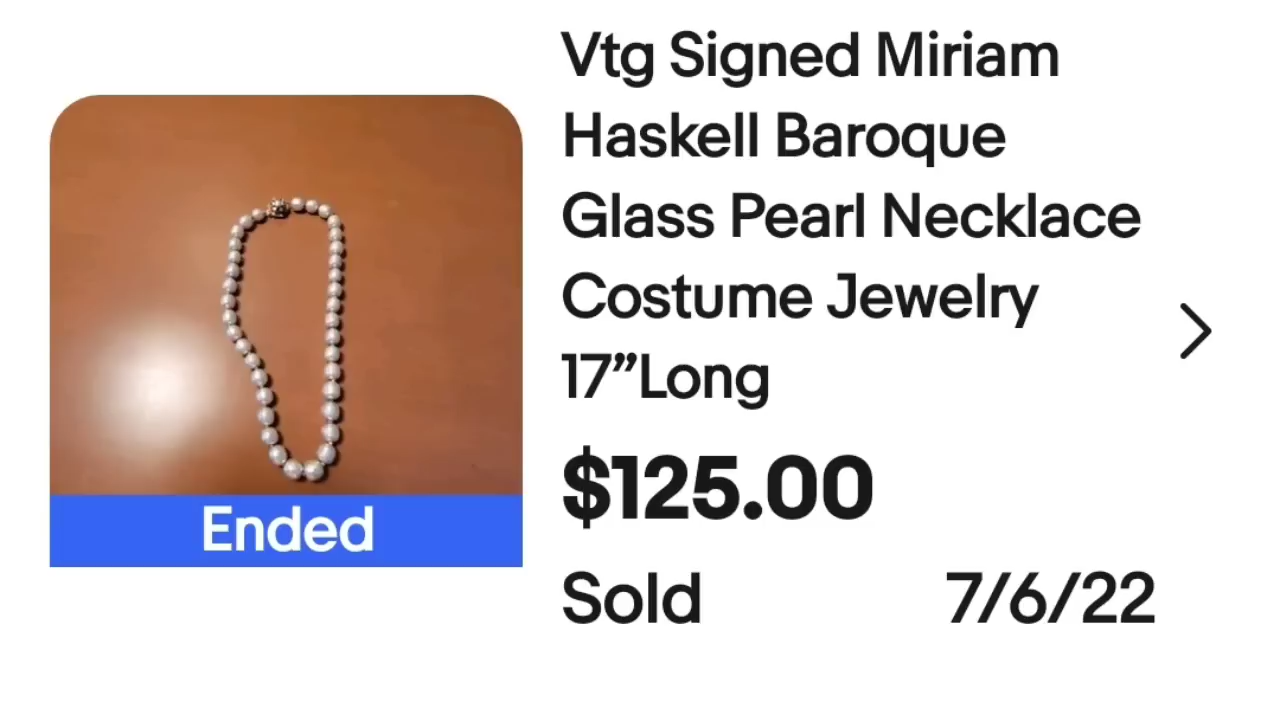 Vtg Signed Miriam
Haskell Baroque
Glass Pearl Necklace
Costume Jewelry
17”Long
$125.00
Ended
Sold 7/6/22